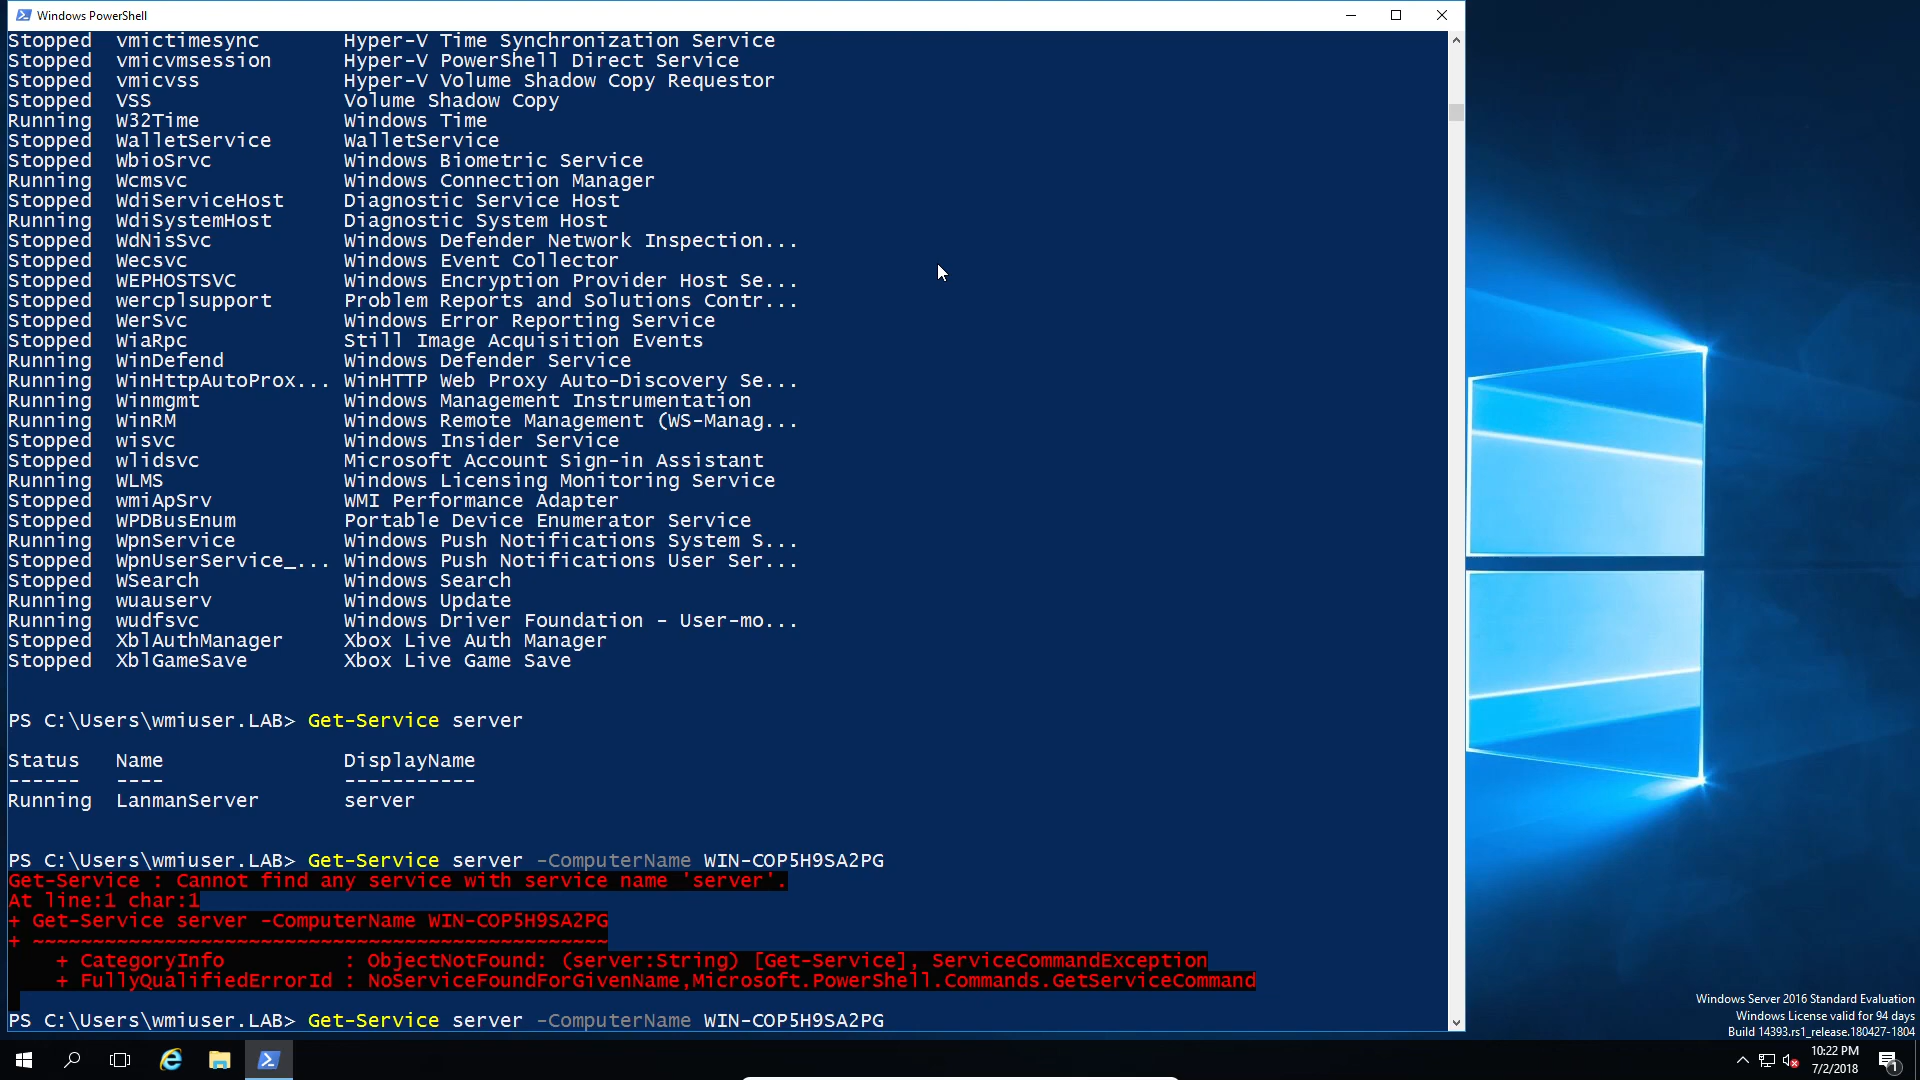 Windows PowerShell
Stopped  vmictimesync       Hyper-V Time Synchronization Service
Stopped  vmicvmsession      Hyper-V PowerShell Direct Service
Stopped  vmicvss            Hyper-V Volume Shadow Copy Requestor
Stopped  VSS                Volume Shadow Copy
Running  W32Time            Windows Time
Stopped  WalletService      WalletService
Stopped  WbioSrvc           Windows Biometric Service
Running  Wcmsvc             Windows Connection Manager
Stopped  WdiServiceHost     Diagnostic Service Host
Running  WdiSystemHost      Diagnostic System Host
Stopped  WdNisSvc           Windows Defender Network Inspection...
Stopped  Wecsvc             Windows Event Collector
Stopped  WEPHOSTSVC         Windows Encryption Provider Host Se...
Stopped  wercplsupport      Problem Reports and Solutions Contr...
Stopped  WerSvc             Windows Error Reporting Service
Stopped  WiaRpc             Still Image Acquisition Events
Running  WinDefend          Windows Defender Service
Running  WinHttpAutoProx... WinHTTP Web Proxy Auto-Discovery Se...
Running  Winmgmt            Windows Management Instrumentation
Running  WinRM              Windows Remote Management (WS-Manag...
Stopped  wisvc              Windows Insider Service
Stopped  wlidsvc            Microsoft Account Sign-in Assistant
Running  WLMS               Windows Licensing Monitoring Service
Stopped  wmiApSrv           WMI Performance Adapter
Stopped  WPDBusEnum         Portable Device Enumerator Service
Running  WpnService         Windows Push Notifications System S...
Stopped  WpnUserService_... Windows Push Notifications User Ser...
Stopped  WSearch            Windows Search
Running  wuauserv           Windows Update
Running  wudfsvc            Windows Driver Foundation - User-mo...
Stopped  XblAuthManager     Xbox Live Auth Manager
Stopped  XblGameSave        Xbox Live Game Save
PS C:\Users\wmiuser.LAB> Get-Service server
Status   Name               DisplayName
------   ----               -----------
Running  LanmanServer       server
PS C:\Users\wmiuser.LAB> Get-Service server -ComputerName WIN-COP5H9SA2PG
Get-Service : Cannot find any service with service name 'server'.
At line:1 char:1
+ Get-Service server -ComputerName WIN-COP5H9SA2PG
+ ~~~~~~~~~~~~~~~~~~~~~~~~~~~~~~~~~~~~~~~~~~~~~~~~
    + CategoryInfo          : ObjectNotFound: (server:String) [Get-Service], ServiceCommandException
    + FullyQualifiedErrorId : NoServiceFoundForGivenName,Microsoft.PowerShell.Commands.GetServiceCommand
PS C:\Users\wmiuser.LAB> Get-Service server -ComputerName WIN-COP5H9SA2PG
Windows Server 2016 Standard Evaluation
Windows License valid for 94 days
Build 14393.rs1_release.180427-1804
10:22 PM
7/2/2018
1